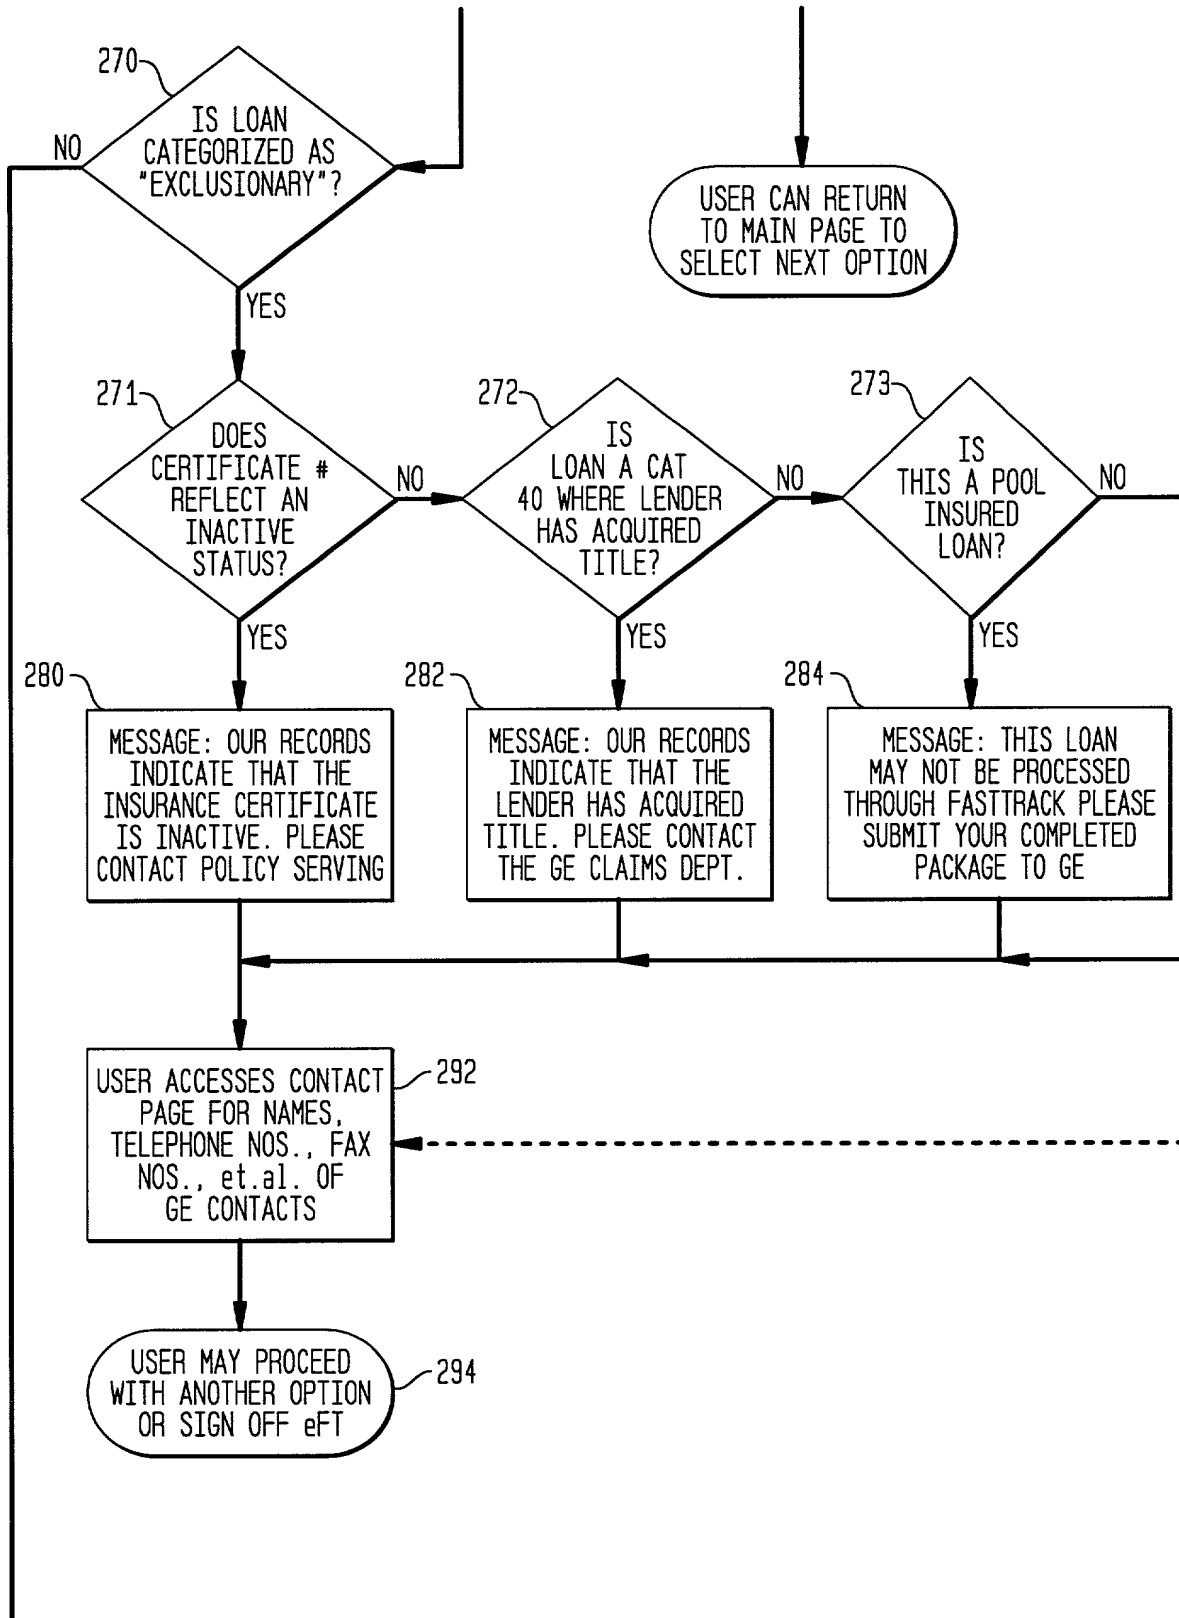 270
IS LOAN
CATEGORIZED AS
"EXCLUSIONARY"?
NO
YES
USER CAN RETURN
TO MAIN PAGE TO
SELECT NEXT OPTION
271
DOES
CERTIFICATE #
REFLECT AN
INACTIVE
STATUS?
NO
YES
272
IS
LOAN A CAT
40 WHERE LENDER
HAS ACQUIRED
TITLE?
NO
YES
273
IS
THIS A POOL
INSURED
LOAN?
NO
YES
280
MESSAGE: OUR RECORDS
INDICATE THAT THE
INSURANCE CERTIFICATE
IS INACTIVE. PLEASE
CONTACT POLICY SERVING
282
MESSAGE: OUR RECORDS
INDICATE THAT THE
LENDER HAS ACQUIRED
TITLE. PLEASE CONTACT
THE GE CLAIMS DEPT.
284
MESSAGE: THIS LOAN
MAY NOT BE PROCESSED
THROUGH FASTTRACK PLEASE
SUBMIT YOUR COMPLETED
PACKAGE TO GE
USER ACCESSES CONTACT
PAGE FOR NAMES,
TELEPHONE NOS., FAX
NOS., et.al. OF
GE CONTACTS
292
USER MAY PROCEED
WITH ANOTHER OPTION
OR SIGN OFF eFT
294